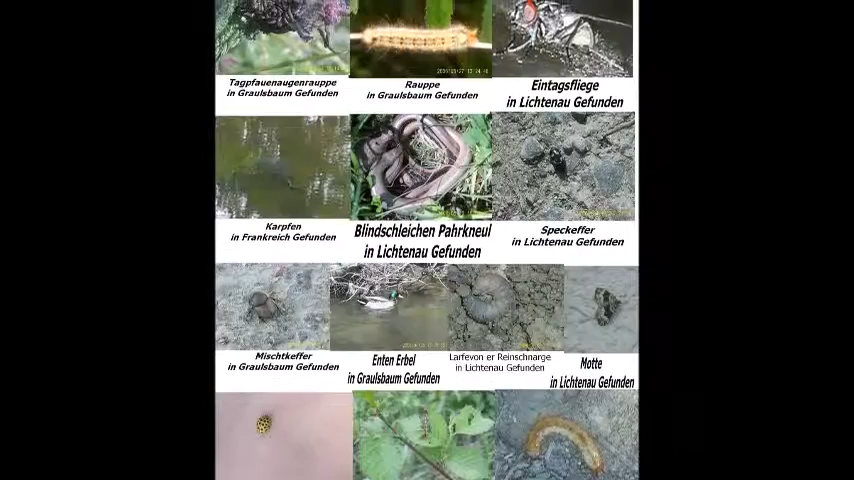 Tagpfauenaugenrauppe
in Graulsbaum Gefunden
Rauppe
in Graulsbaum Gefunden
Eintagsfliege
in Lichtenau Gefunden
Karpfen
in Frankreich Gefunden
Blindschleichen Pahrkneul
in Lichtenau Gefunden
Speckeffer
in Lichtenau Gefunden
Mischtkeffer
in Graulsbaum Gefunden
Enten Erbel
in Graulsbaum Gefunden
Larfevon er Reinschnarge
in Lichtenau Gefunden
Motte
in Lichtenau Gefunden